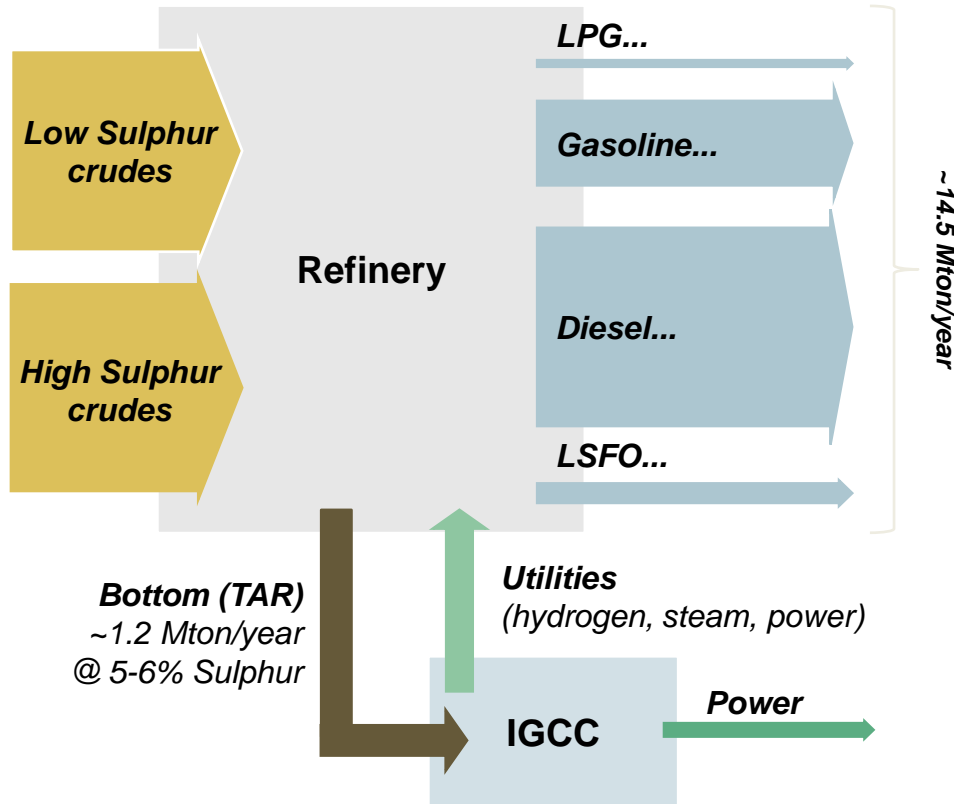 LPG...
Low Sulphur
crudes
Gasoline...
Refinery
Diesel...
~14.5 Mton/year
High Sulphur
crudes
LSFO...
Bottom (TAR)
~1.2 Mton/year
@ 5-6% Sulphur
Utilities
(hydrogen, steam, power)
IGCC
Power